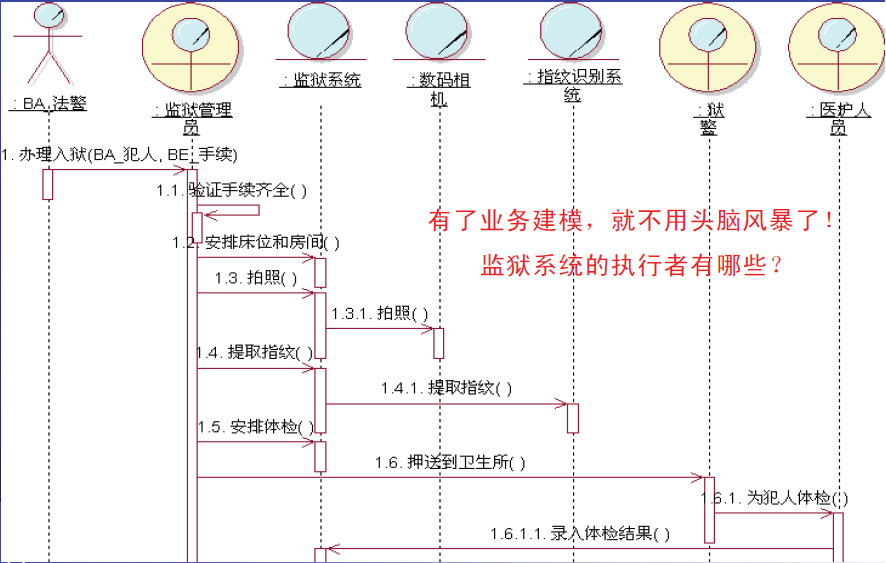 : BA_法警
: 监狱管理
员
: 监狱系统
: 数码相
机
: 指纹识别系
统
: 狱
警
: 医护人
员
1. 办理入狱(BA_犯人, BE_手续)
1.1. 验证手续齐全( )
有了业务建模，就不用头脑风暴了！
1.2. 安排床位和房间( )
监狱系统的执行者有哪些？
1.3. 拍照( )
1.3.1. 拍照( )
1.4. 提取指纹( )
1.4.1. 提取指纹( )
1.5. 安排体检( )
1.6. 押送到卫生所( )
1.6.1. 为犯人体检( )
1.6.1.1. 录入体检结果( )